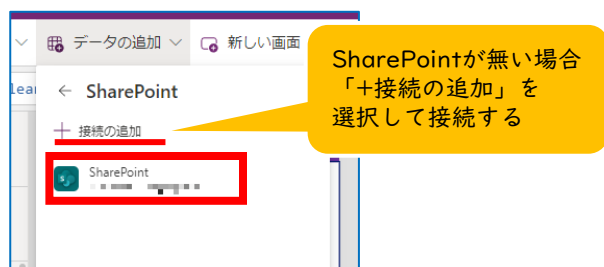 データの追加 新しい画面
lea
← SharePoint
+ 接続の追加
SharePoint
SharePointが無い場合
「+接続の追加」を
選択して接続する